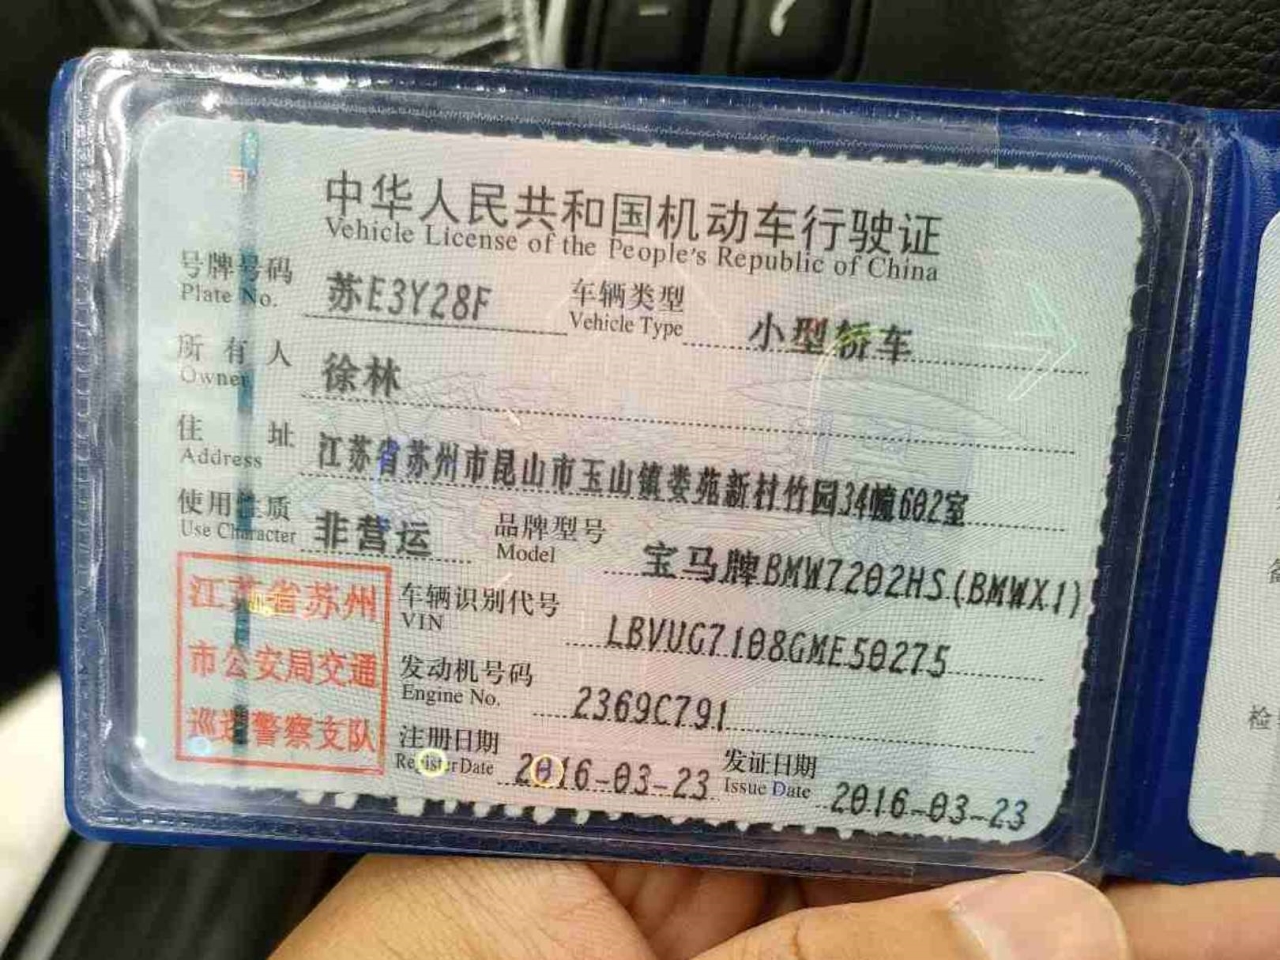 中华人民共和国机动车行驶证
Vehicle License of the People's Republic of China
号牌号码 苏E3Y28F 车辆类型 小型轿车
Plate No. Vehicle Type
所有人 徐林
Owner
住址 江苏省苏州市昆山市玉山镇娄苑新村竹园34幢602室
Address
使用性质 非营运 品牌型号 宝马牌BMW7202HS(BMWX1)
Use Character Model
江苏省苏州
市公安局交通
巡逻警察支队
车辆识别代号 LBVUG7108GME50275
VIN
发动机号码 2369C791
Engine No.
注册日期 2016-03-23 发证日期 2016-03-23
Register Date Issue Date
检